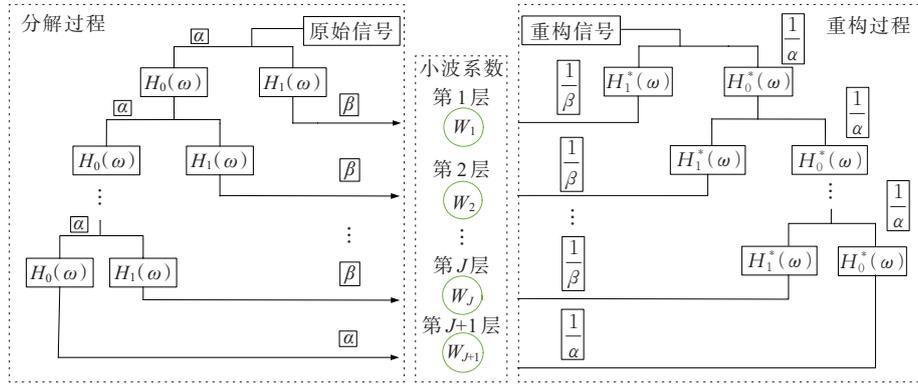 分解过程
α
原始信号
H₀(ω)
H₁(ω)
α
β
H₀(ω)
H₁(ω)
β
⋮
α
⋮
H₀(ω)
H₁(ω)
β
α
小波系数
第1层
W₁
第2层
W₂
⋮
第J层
W_J
第J+1层
W_{J+1}
重构信号
1/α
重构过程
1/β
H₁*(ω)
H₀*(ω)
1/α
1/β
H₁*(ω)
H₀*(ω)
⋮
⋮
1/α
1/β
H₁*(ω)
H₀*(ω)
1/α